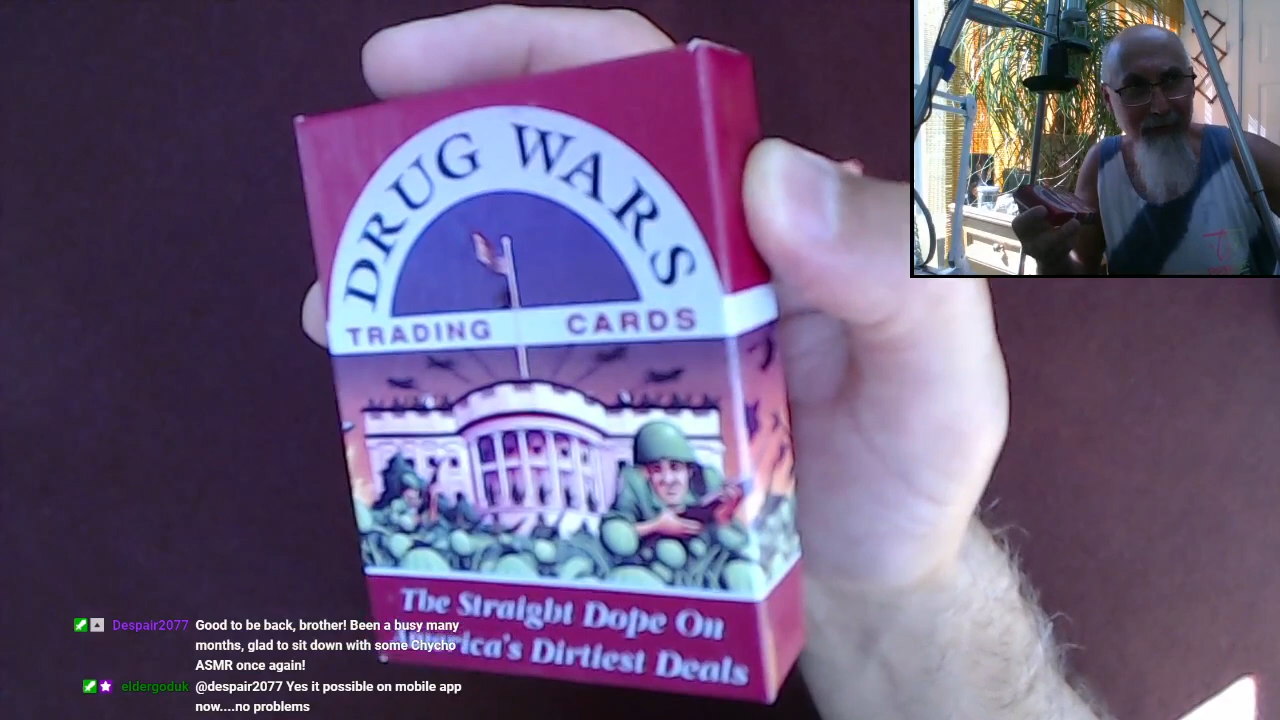 DRUG WARS
TRADING CARDS
The Straight Dope On
America's Dirtiest Deals
Despair2077 Good to be back, brother! Been a busy many
months, glad to sit down with some Chycho
ASMR once again!
eldergoduk @despair2077 Yes it possible on mobile app
now....no problems